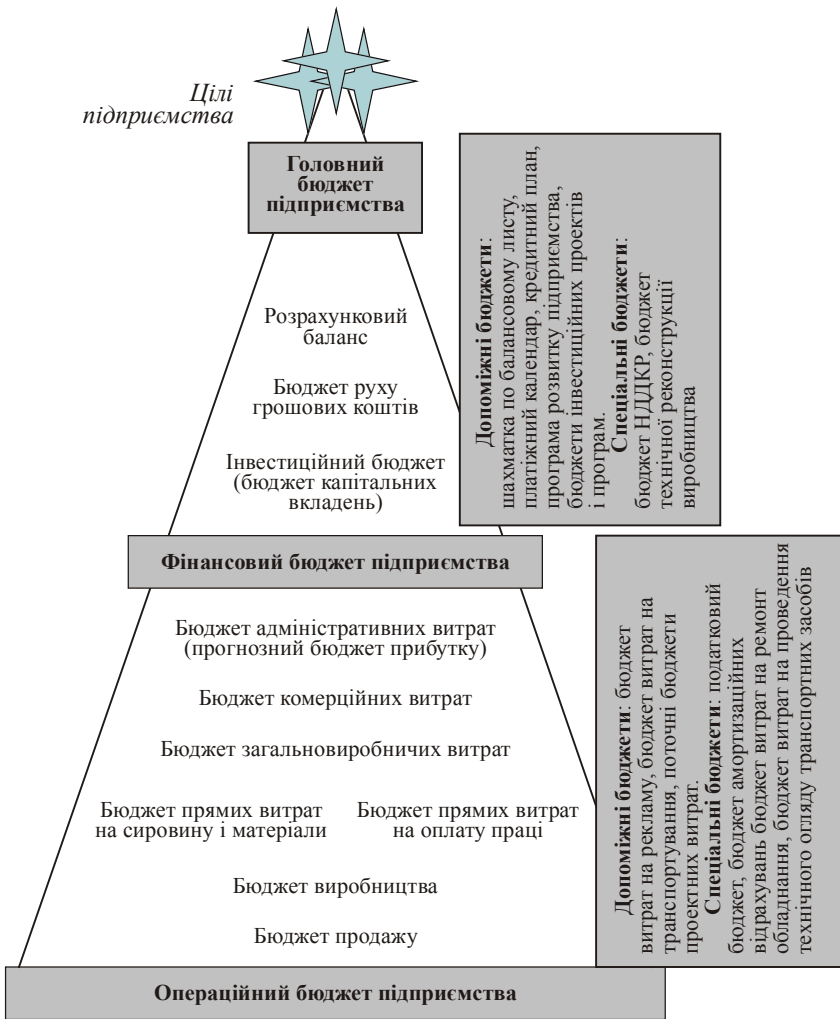 Цілі
підприємства
Головний
бюджет
підприємства
Розрахунковий
баланс
Бюджет руху
грошових коштів
Інвестиційний бюджет
(бюджет капітальних
вкладень)
Допоміжні бюджети:
шахматка по балансовому листу,
платіжний календар, кредитний план,
програма розвитку підприємства,
бюджети інвестиційних проектів
і програм.
Спеціальні бюджети:
бюджет НДДКР, бюджет
технічної реконструкції
виробництва
Фінансовий бюджет підприємства
Бюджет адміністративних витрат
(прогнозний бюджет прибутку)
Бюджет комерційних витрат
Бюджет загальновиробничих витрат
Бюджет прямих витрат
на сировину і матеріали
Бюджет прямих витрат
на оплату праці
Бюджет виробництва
Бюджет продажу
Допоміжні бюджети: бюджет
витрат на рекламу, бюджет витрат на
транспортування, поточні бюджети
проектних витрат.
Спеціальні бюджети: податковий
бюджет, бюджет амортизаційних
відрахувань бюджет витрат на ремонт
обладнання, бюджет витрат на проведення
технічного огляду транспортних засобів
Операційний бюджет підприємства